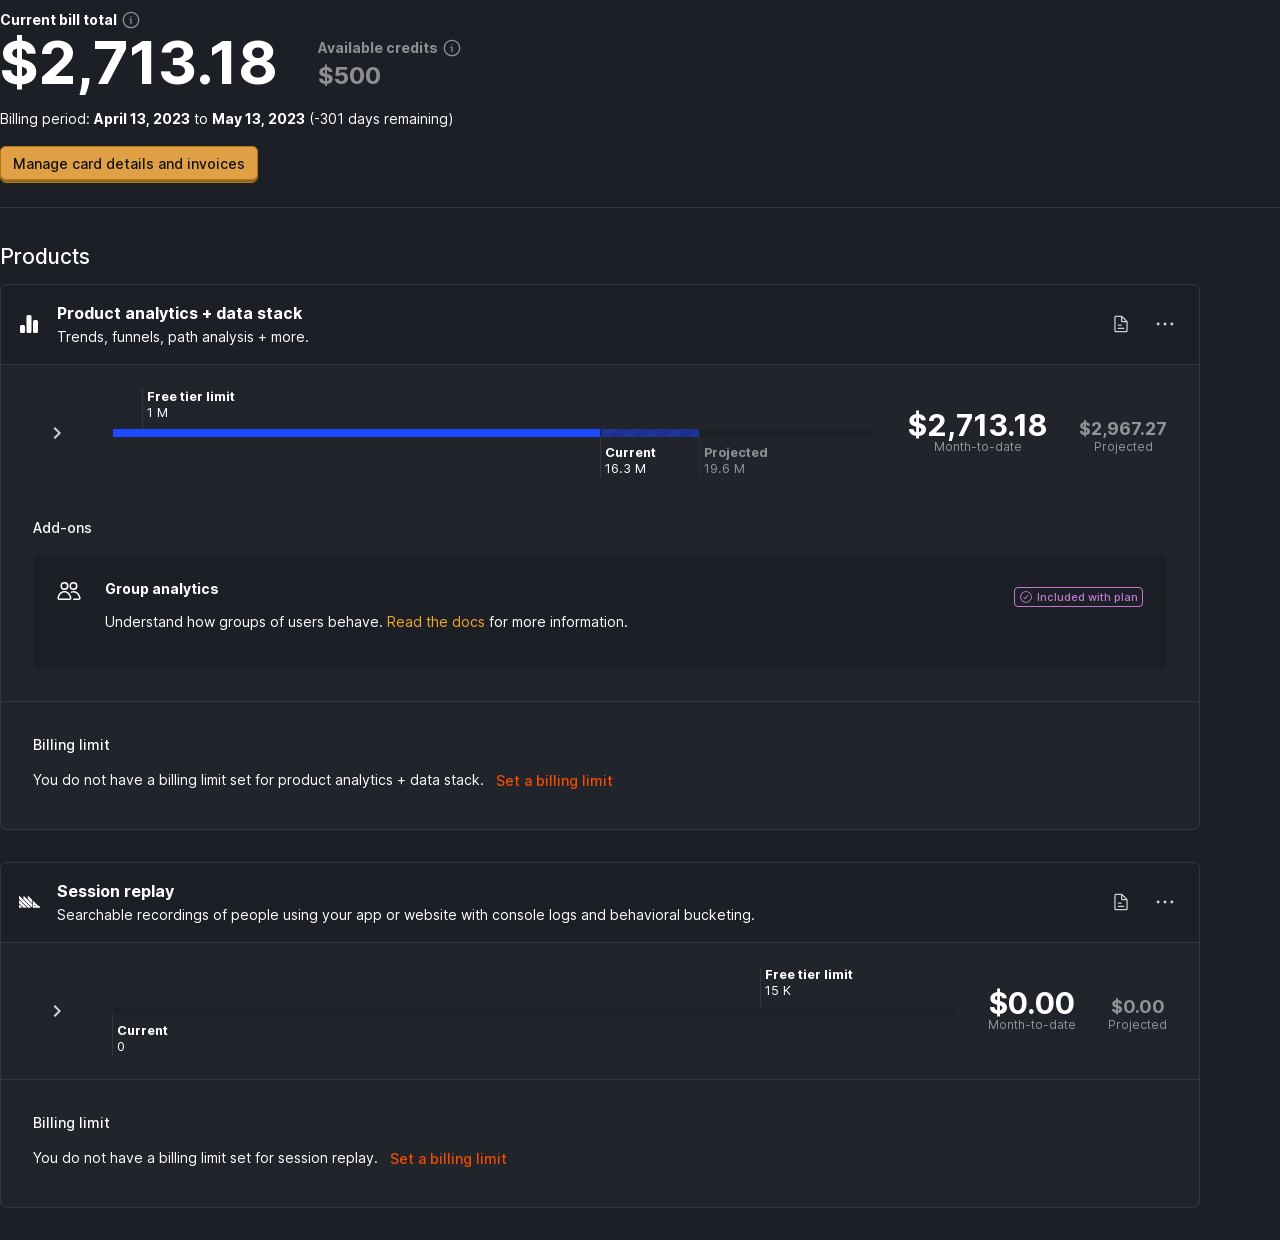 Current bill total
$2,713.18
Available credits
$500
Billing period: April 13, 2023 to May 13, 2023 (-301 days remaining)
Manage card details and invoices
Products
Product analytics + data stack
Trends, funnels, path analysis + more.
Free tier limit
1 M
Current
16.3 M
Projected
19.6 M
$2,713.18
Month-to-date
$2,967.27
Projected
Add-ons
Group analytics
Understand how groups of users behave. Read the docs for more information.
Included with plan
Billing limit
You do not have a billing limit set for product analytics + data stack. Set a billing limit
Session replay
Searchable recordings of people using your app or website with console logs and behavioral bucketing.
Free tier limit
15 K
Current
0
$0.00
Month-to-date
$0.00
Projected
Billing limit
You do not have a billing limit set for session replay. Set a billing limit